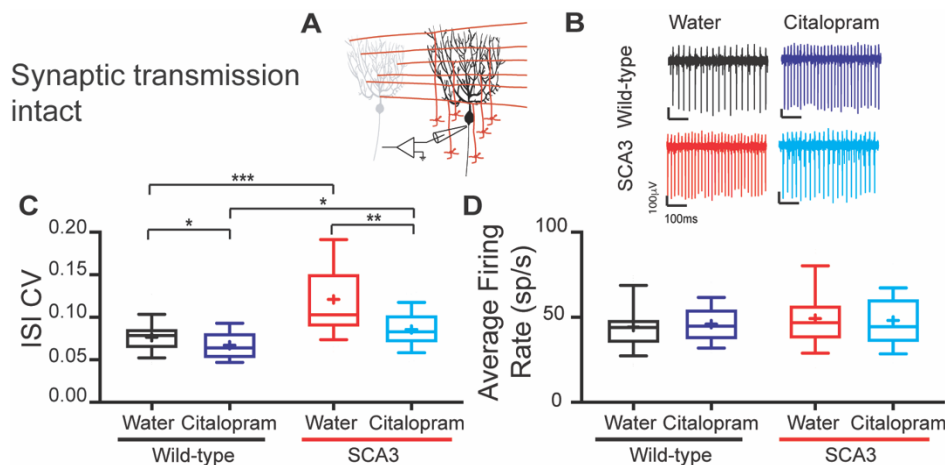 Synaptic transmission
intact
A
B
Water Citalopram
Wild-type
SCA3
100μV
100ms
C
***
*
*
**
ISI CV
0.20
0.15
0.10
0.05
0.00
Water Citalopram Water Citalopram
Wild-type SCA3
D
Average Firing
Rate (sp/s)
100
50
0
Water Citalopram Water Citalopram
Wild-type SCA3